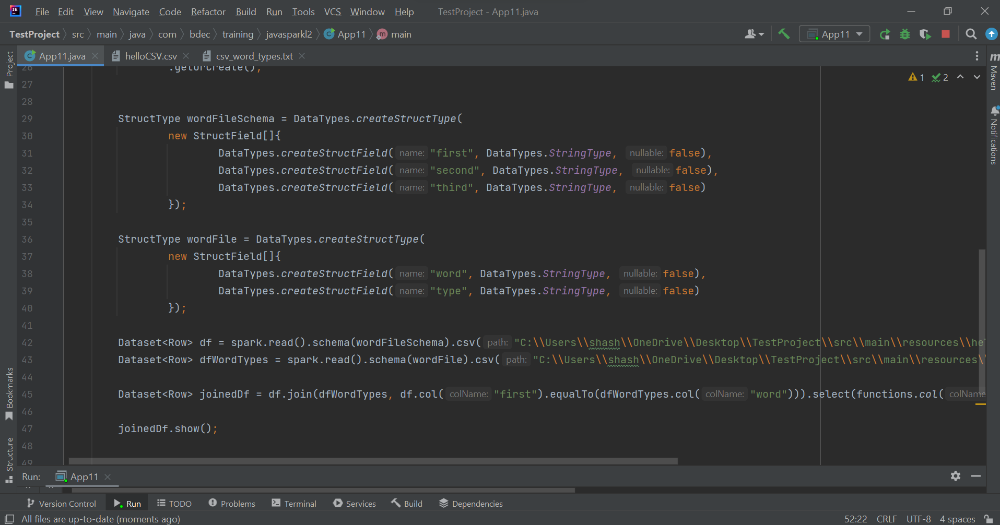 File Edit View Navigate Code Refactor Build Run Tools VCS Window Help TestProject - App11.java
TestProject src main java com bdec training javasparkl2 App11 main App11
App11.java helloCSV.csv csv_word_types.txt
Project
Maven
Notifications
Bookmarks
Structure
1 2
26 .getOrCreate();
27
28
29 StructType wordFileSchema = DataTypes.createStructType(
30 new StructField[]{
31 DataTypes.createStructField( name: "first", DataTypes.StringType, nullable: false),
32 DataTypes.createStructField( name: "second", DataTypes.StringType, nullable: false),
33 DataTypes.createStructField( name: "third", DataTypes.StringType, nullable: false)
34 });
35
36 StructType wordFile = DataTypes.createStructType(
37 new StructField[]{
38 DataTypes.createStructField( name: "word", DataTypes.StringType, nullable: false),
39 DataTypes.createStructField( name: "type", DataTypes.StringType, nullable: false)
40 });
41
42 Dataset<Row> df = spark.read().schema(wordFileSchema).csv( path: "C:\\Users\\shash\\OneDrive\\Desktop\\TestProject\\src\\main\\resources\\he
43 Dataset<Row> dfWordTypes = spark.read().schema(wordFile).csv( path: "C:\\Users\\shash\\OneDrive\\Desktop\\TestProject\\src\\main\\resources\
44
45 Dataset<Row> joinedDf = df.join(dfWordTypes, df.col( colName: "first").equalTo(dfWordTypes.col( colName: "word"))).select(functions.col( colName
46
47 joinedDf.show();
48
49
Run: App11
Version Control Run TODO Problems Terminal Services Build Dependencies
All files are up-to-date (moments ago) 52:22 CRLF UTF-8 4 spaces